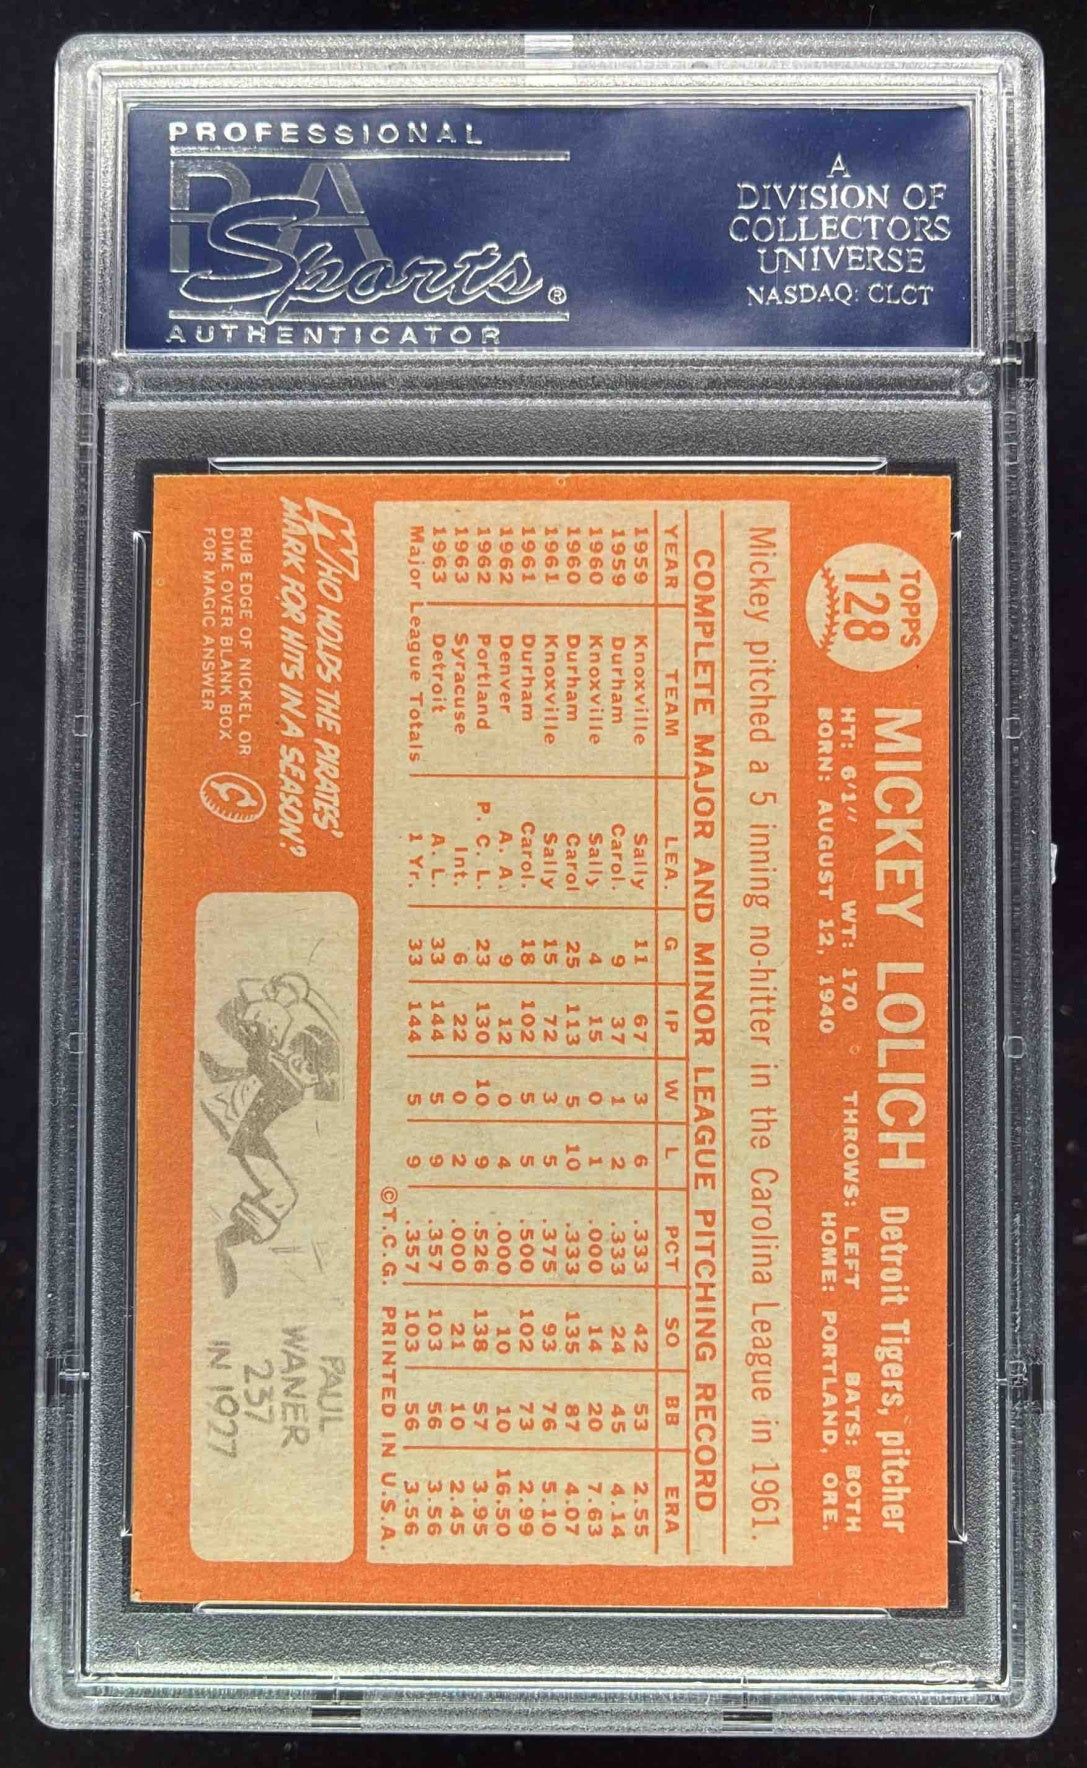 PROFESSIONAL
PSA
Sports®
AUTHENTICATOR
A
DIVISION OF
COLLECTORS
UNIVERSE
NASDAQ: CLCT
TOPPS
128
MICKEY LOLICH Detroit Tigers, pitcher
HT: 6'1" WT: 170 THROWS: LEFT BATS: BOTH
BORN: AUGUST 12, 1940 HOME: PORTLAND, ORE.
Mickey pitched a 5 inning no-hitter in the Carolina League in 1961.
COMPLETE MAJOR AND MINOR LEAGUE PITCHING RECORD
YEAR TEAM LEA. G IP W L PCT SO BB ERA
1959 Knoxville Sally 11 67 3 6 .333 42 53 2.55
1959 Durham Carol. 9 37 1 2 .333 24 45 4.14
1960 Knoxville Sally 4 15 0 1 .000 14 20 7.63
1960 Durham Carol 25 113 5 10 .333 135 87 4.07
1961 Knoxville Sally 15 72 3 5 .375 93 76 5.10
1961 Durham Carol. 18 102 5 5 .500 102 73 2.99
1962 Denver A. A. 9 12 0 4 .000 10 10 16.50
1962 Portland P. C. L. 23 130 10 9 .526 138 57 3.95
1963 Syracuse Int. 6 22 0 2 .000 21 10 2.45
1963 Detroit A. L. 33 144 5 9 .357 103 56 3.56
Major League Totals 1 Yr. 33 144 5 9 .357 103 56 3.56
©T.C.G. PRINTED IN U.S.A.
WHO HOLDS THE PIRATES'
MARK FOR HITS IN A SEASON?
RUB EDGE OF NICKEL OR
DIME OVER BLANK BOX
FOR MAGIC ANSWER
PAUL
WANER
237
IN 1927